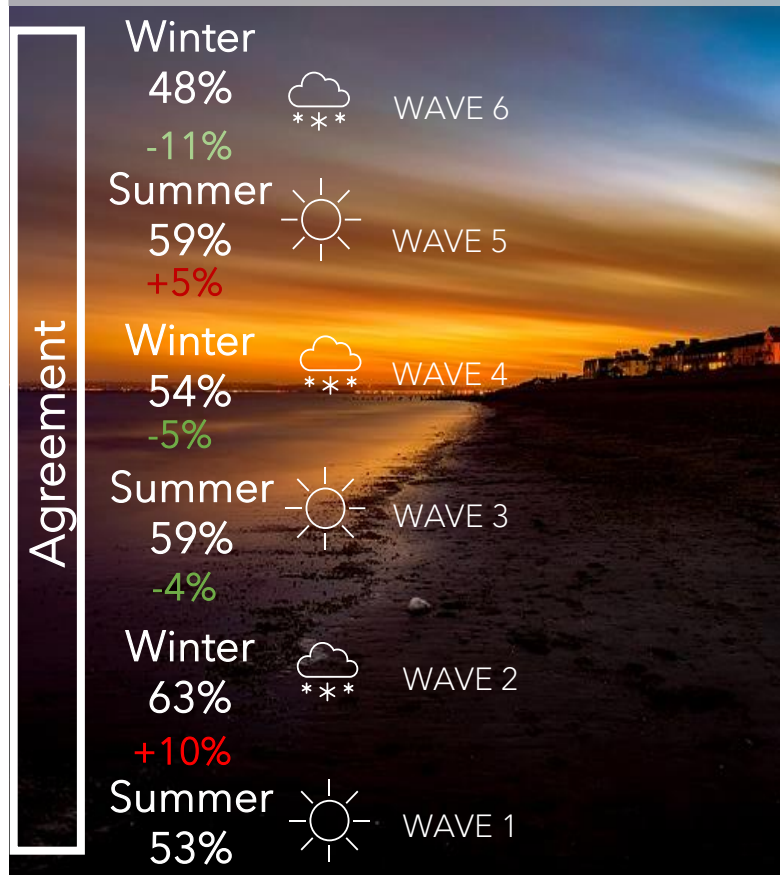 Agreement
Winter
48%
WAVE 6
-11%
Summer
59%
WAVE 5
+5%
Winter
54%
WAVE 4
-5%
Summer
59%
WAVE 3
-4%
Winter
63%
WAVE 2
+10%
Summer
53%
WAVE 1